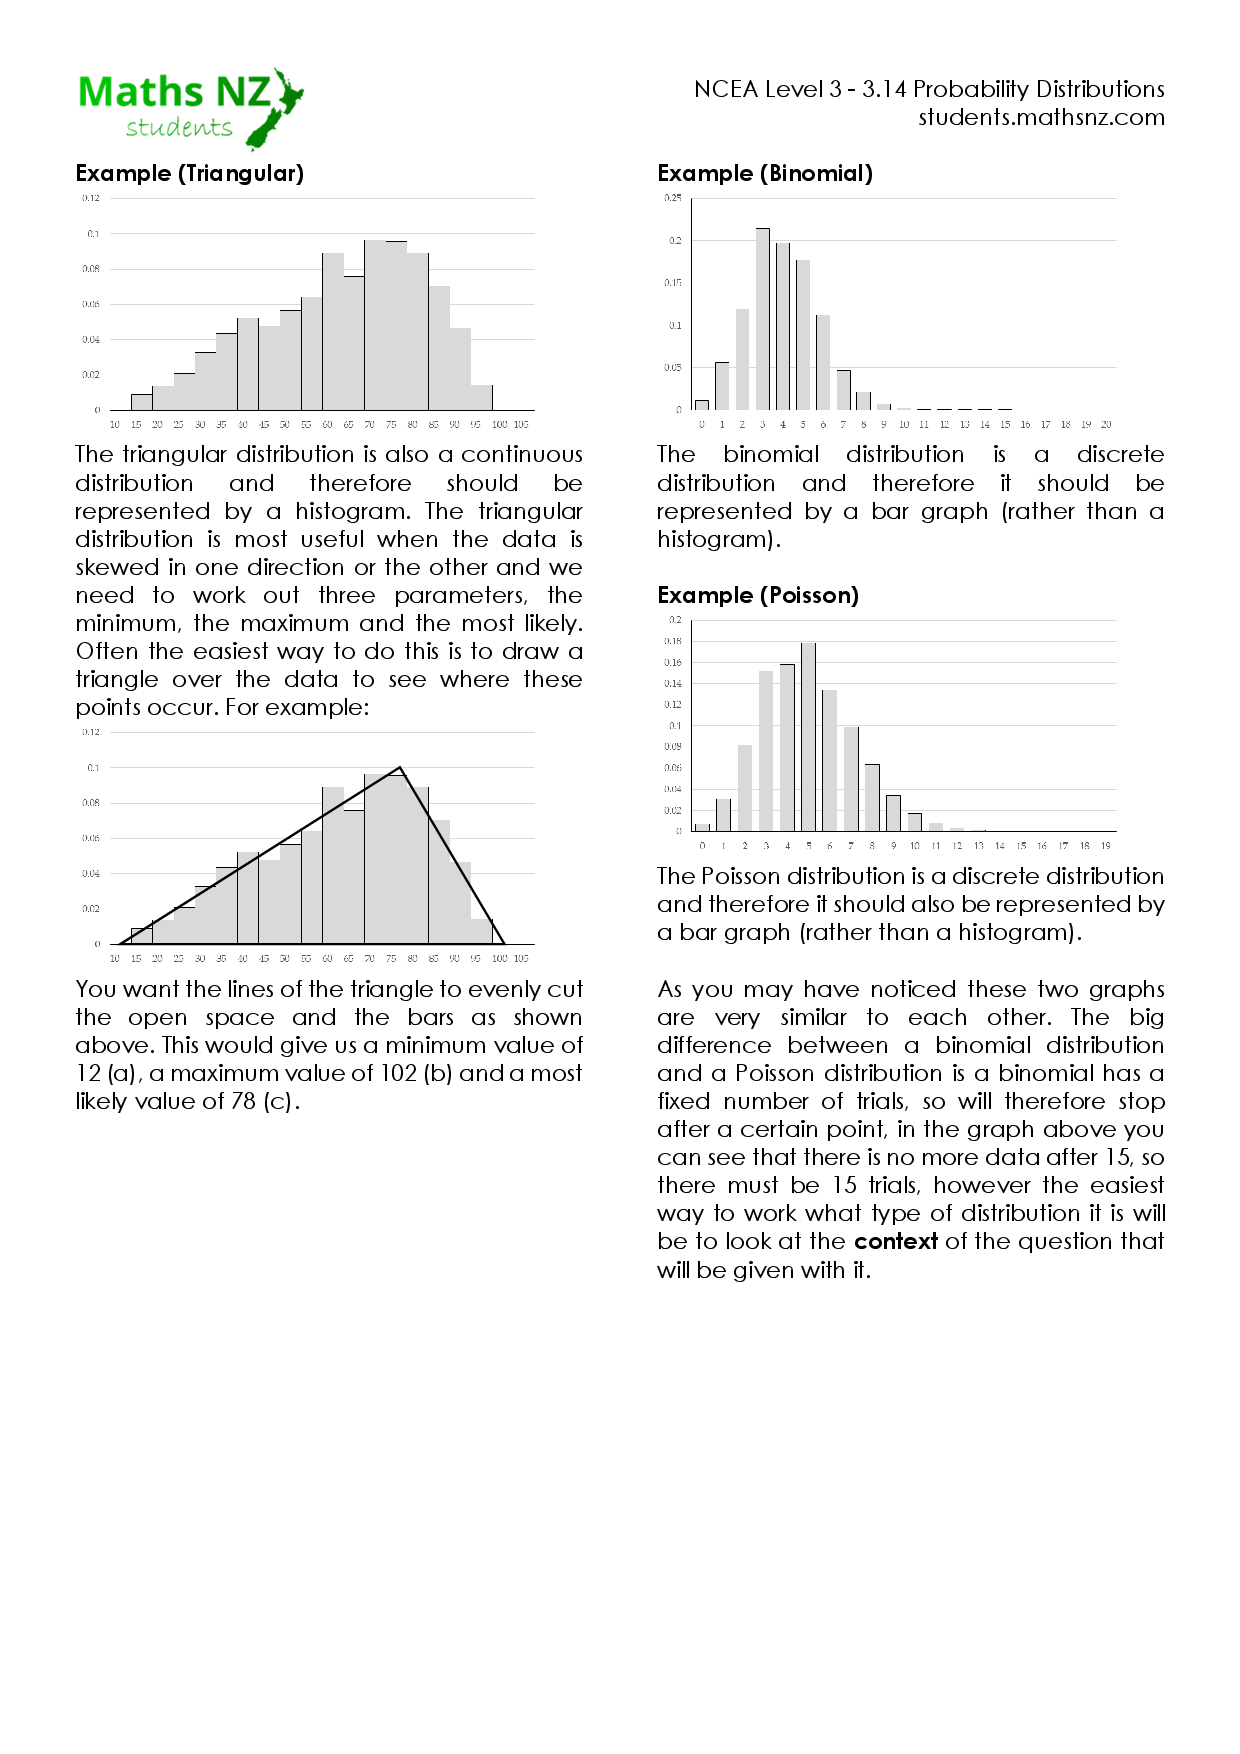 Maths NZ
students
NCEA Level 3 - 3.14 Probability Distributions
students.mathsnz.com
Example (Triangular)
0.12
0.1
0.08
0.06
0.04
0.02
0
10 15 20 25 30 35 40 45 50 55 60 65 70 75 80 85 90 95 100 105
The triangular distribution is also a continuous
distribution and therefore should be
represented by a histogram. The triangular
distribution is most useful when the data is
skewed in one direction or the other and we
need to work out three parameters, the
minimum, the maximum and the most likely.
Often the easiest way to do this is to draw a
triangle over the data to see where these
points occur. For example:
0.12
0.1
0.08
0.06
0.04
0.02
0
10 15 20 25 30 35 40 45 50 55 60 65 70 75 80 85 90 95 100 105
You want the lines of the triangle to evenly cut
the open space and the bars as shown
above. This would give us a minimum value of
12 (a), a maximum value of 102 (b) and a most
likely value of 78 (c).
Example (Binomial)
0.25
0.2
0.15
0.1
0.05
0
0 1 2 3 4 5 6 7 8 9 10 11 12 13 14 15 16 17 18 19 20
The binomial distribution is a discrete
distribution and therefore it should be
represented by a bar graph (rather than a
histogram).
Example (Poisson)
0.2
0.18
0.16
0.14
0.12
0.1
0.08
0.06
0.04
0.02
0
0 1 2 3 4 5 6 7 8 9 10 11 12 13 14 15 16 17 18 19
The Poisson distribution is a discrete distribution
and therefore it should also be represented by
a bar graph (rather than a histogram).
As you may have noticed these two graphs
are very similar to each other. The big
difference between a binomial distribution
and a Poisson distribution is a binomial has a
fixed number of trials, so will therefore stop
after a certain point, in the graph above you
can see that there is no more data after 15, so
there must be 15 trials, however the easiest
way to work what type of distribution it is will
be to look at the context of the question that
will be given with it.